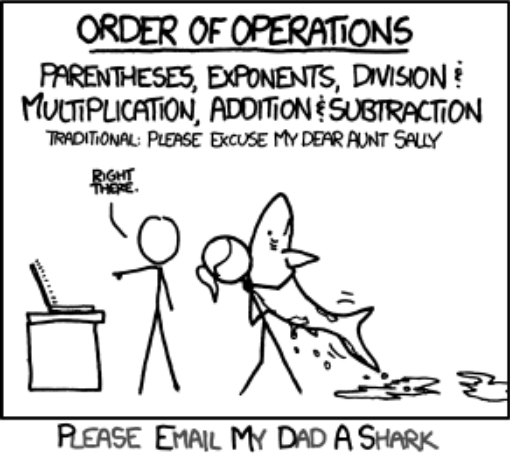 ORDER OF OPERATIONS
PARENTHESES, EXPONENTS, DIVISION &
MULTIPLICATION, ADDITION & SUBTRACTION
TRADITIONAL: PLEASE EXCUSE MY DEAR AUNT SALLY
RIGHT
THERE.
PLEASE EMAIL MY DAD A SHARK